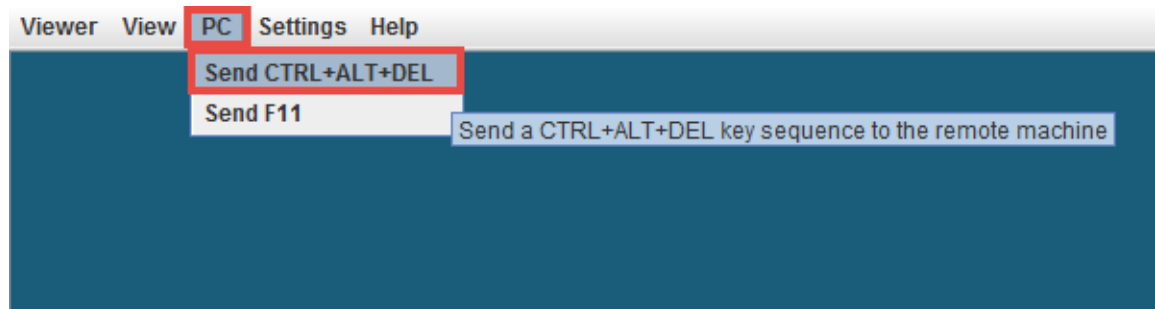 Viewer View PC Settings Help
Send CTRL+ALT+DEL
Send F11
Send a CTRL+ALT+DEL key sequence to the remote machine